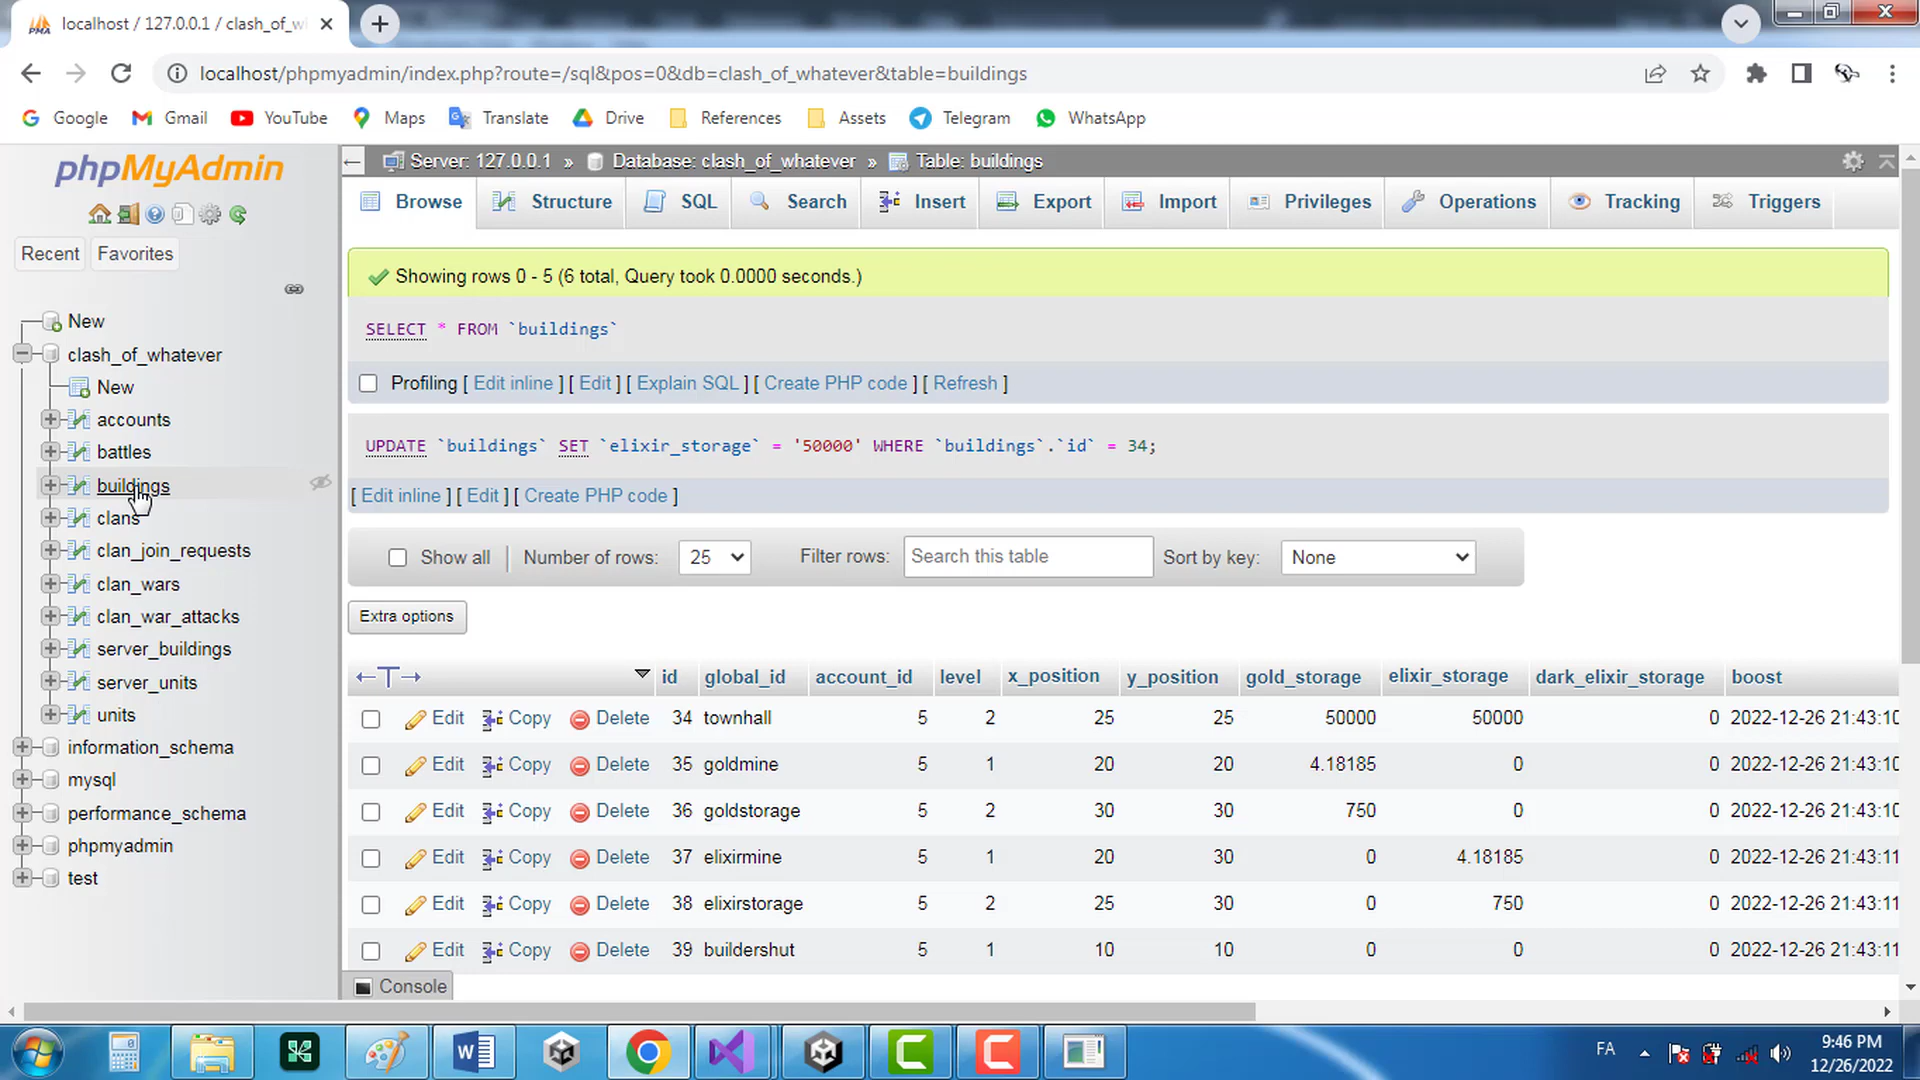 localhost / 127.0.0.1 / clash_of_w
localhost/phpmyadmin/index.php?route=/sql&pos=0&db=clash_of_whatever&table=buildings
Google Gmail YouTube Maps Translate Drive References Assets Telegram WhatsApp
phpMyAdmin
Recent Favorites
New
clash_of_whatever
New
accounts
battles
buildings
clans
clan_join_requests
clan_wars
clan_war_attacks
server_buildings
server_units
units
information_schema
mysql
performance_schema
phpmyadmin
test
Server: 127.0.0.1 » Database: clash_of_whatever » Table: buildings
Browse Structure SQL Search Insert Export Import Privileges Operations Tracking Triggers
Showing rows 0 - 5 (6 total, Query took 0.0000 seconds.)
SELECT * FROM `buildings`
Profiling [ Edit inline ] [ Edit ] [ Explain SQL ] [ Create PHP code ] [ Refresh ]
UPDATE `buildings` SET `elixir_storage` = '50000' WHERE `buildings`.`id` = 34;
[ Edit inline ] [ Edit ] [ Create PHP code ]
Show all Number of rows: 25 Filter rows: Search this table Sort by key: None
Extra options
id global_id account_id level x_position y_position gold_storage elixir_storage dark_elixir_storage boost
Edit Copy Delete 34 townhall 5 2 25 25 50000 50000 0 2022-12-26 21:43:10
Edit Copy Delete 35 goldmine 5 1 20 20 4.18185 0 0 2022-12-26 21:43:10
Edit Copy Delete 36 goldstorage 5 2 30 30 750 0 0 2022-12-26 21:43:10
Edit Copy Delete 37 elixirmine 5 1 20 30 0 4.18185 0 2022-12-26 21:43:11
Edit Copy Delete 38 elixirstorage 5 2 25 30 0 750 0 2022-12-26 21:43:11
Edit Copy Delete 39 buildershut 5 1 10 10 0 0 0 2022-12-26 21:43:11
Console
FA
9:46 PM
12/26/2022